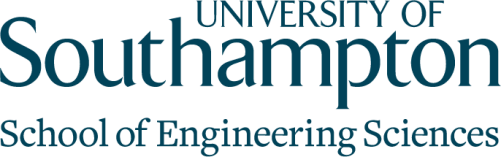 UNIVERSITY OF
Southampton
School of Engineering Sciences